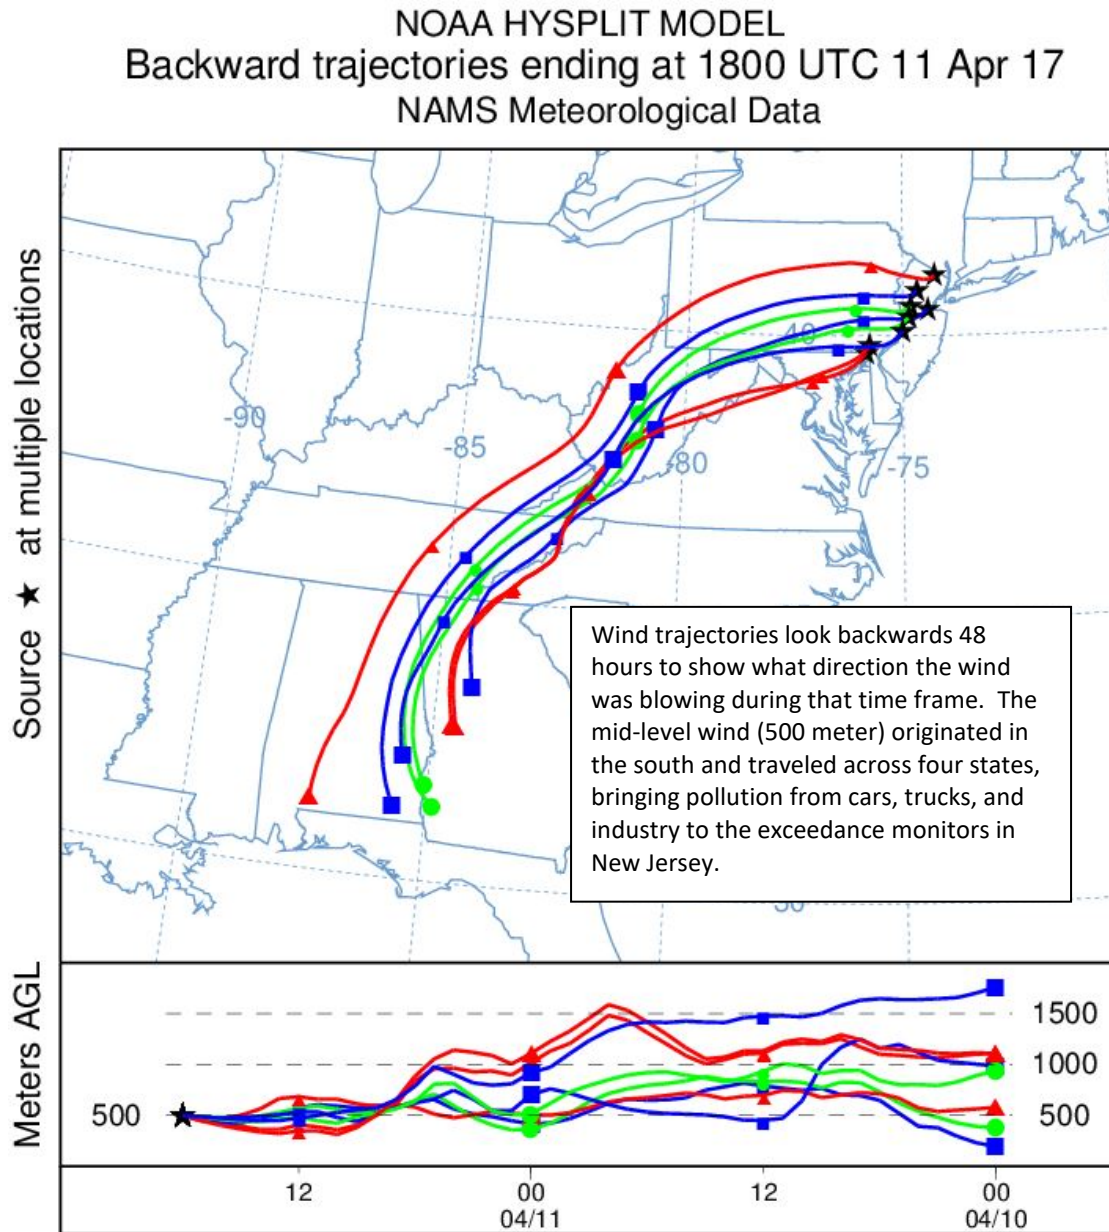 NOAA HYSPLIT MODEL
Backward trajectories ending at 1800 UTC 11 Apr 17
NAMS Meteorological Data
Source ★ at multiple locations
40
-90
-85
-80
-75
Wind trajectories look backwards 48
hours to show what direction the wind
was blowing during that time frame. The
mid-level wind (500 meter) originated in
the south and traveled across four states,
bringing pollution from cars, trucks, and
industry to the exceedance monitors in
New Jersey.
Meters AGL
1500
1000
500
500
12
00
12
00
04/11
04/10